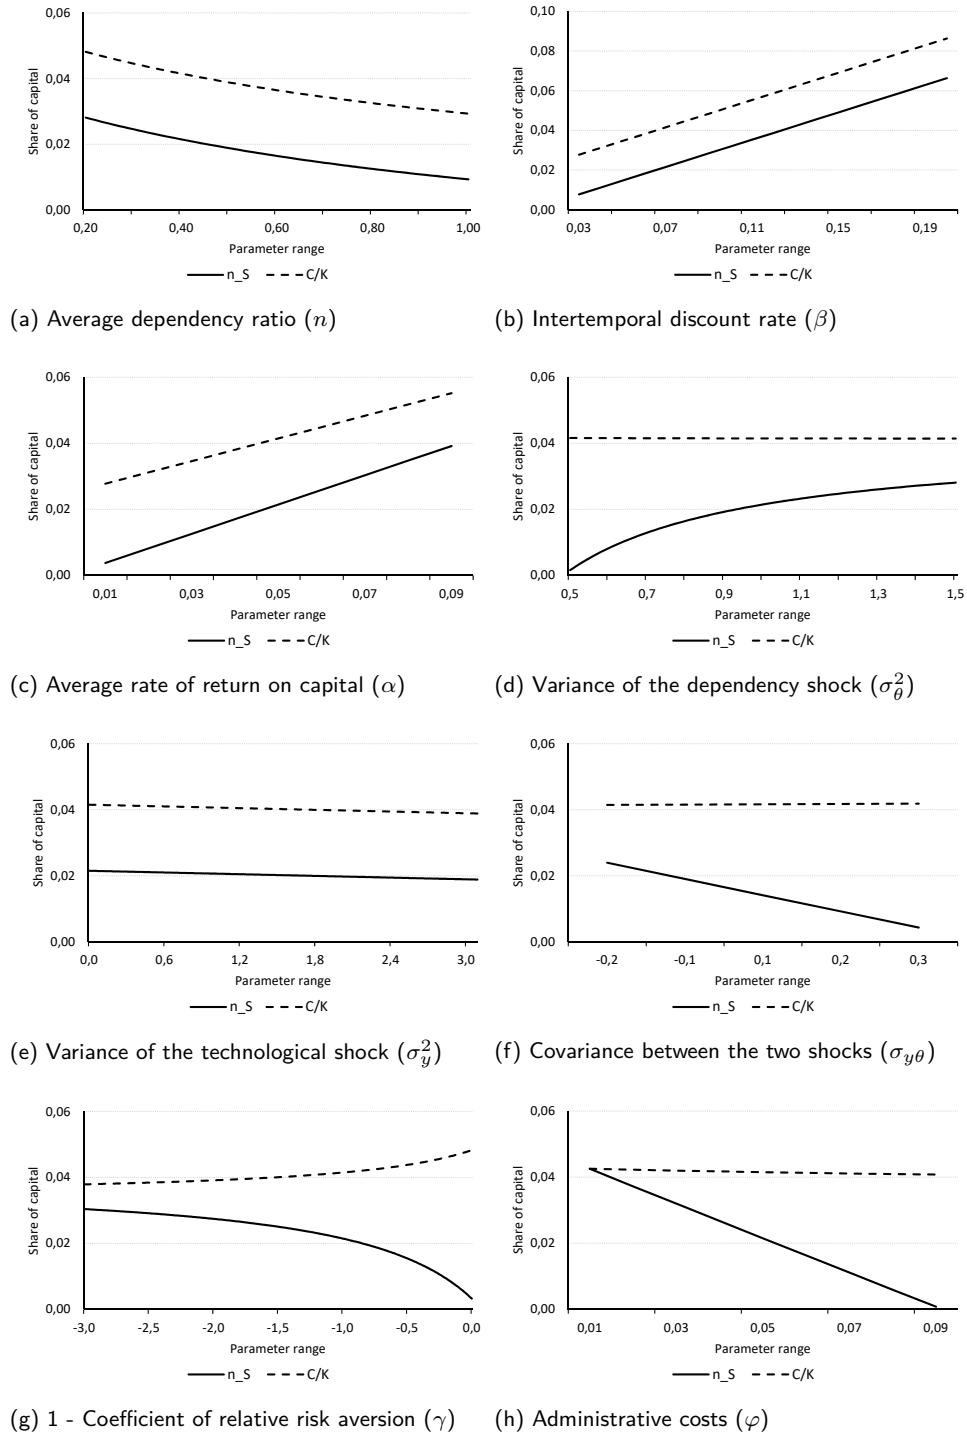 0,06
0,04
0,02
0,00
Share of capital
0,20 0,40 0,60 0,80 1,00
Parameter range
n_S C/K
(a) Average dependency ratio (n)
0,10
0,08
0,06
0,04
0,02
0,00
Share of capital
0,03 0,07 0,11 0,15 0,19
Parameter range
n_S C/K
(b) Intertemporal discount rate (β)
0,06
0,04
0,02
0,00
Share of capital
0,01 0,03 0,05 0,07 0,09
Parameter range
n_S C/K
(c) Average rate of return on capital (α)
0,06
0,04
0,02
0,00
Share of capital
0,5 0,7 0,9 1,1 1,3 1,5
Parameter range
n_S C/K
(d) Variance of the dependency shock (σ²_θ)
0,06
0,04
0,02
0,00
Share of capital
0,0 0,6 1,2 1,8 2,4 3,0
Parameter range
n_S C/K
(e) Variance of the technological shock (σ²_y)
0,06
0,04
0,02
0,00
Share of capital
-0,2 -0,1 0,1 0,2 0,3
Parameter range
n_S C/K
(f) Covariance between the two shocks (σ_yθ)
0,06
0,04
0,02
0,00
Share of capital
-3,0 -2,5 -2,0 -1,5 -1,0 -0,5 0,0
Parameter range
n_S C/K
(g) 1 - Coefficient of relative risk aversion (γ)
0,06
0,04
0,02
0,00
Share of capital
0,01 0,03 0,05 0,07 0,09
Parameter range
n_S C/K
(h) Administrative costs (φ)